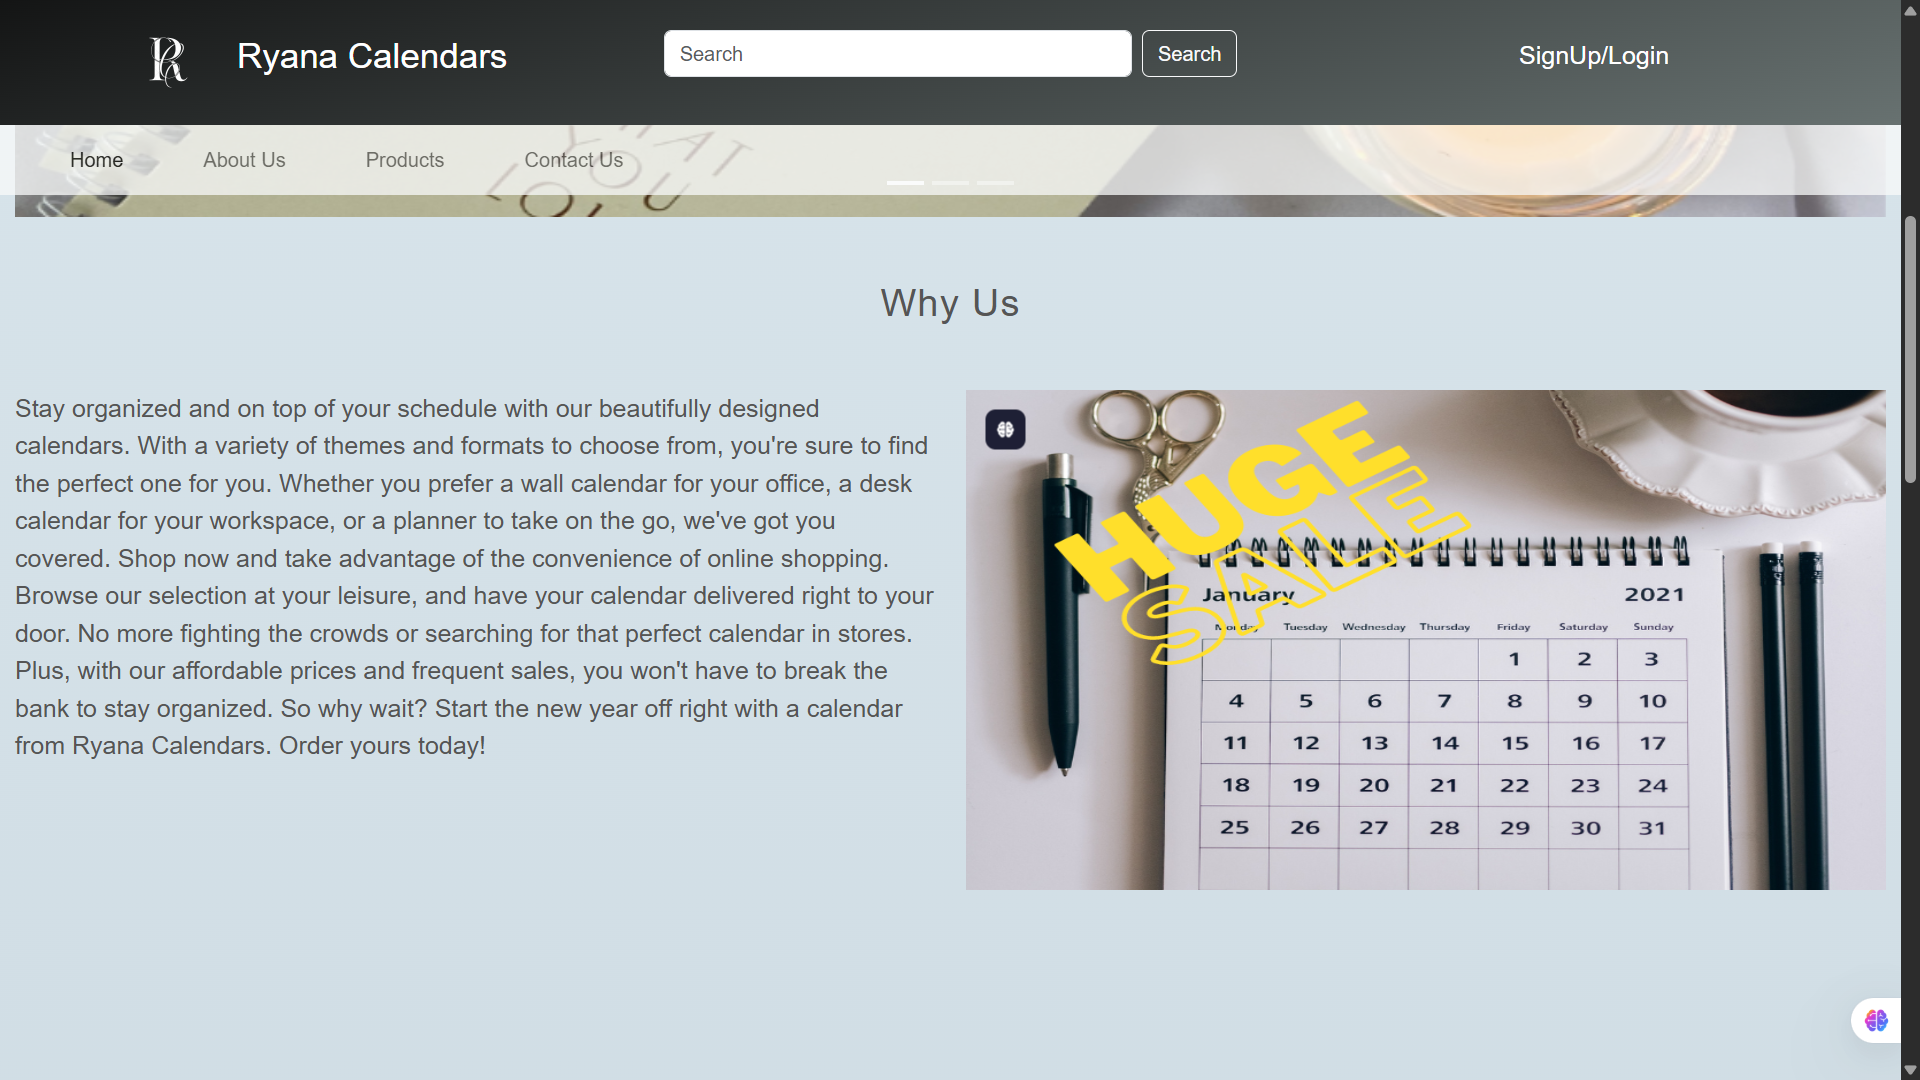 Ryana Calendars
Search
Search
SignUp/Login
Home
About Us
Products
Contact Us
Why Us
Stay organized and on top of your schedule with our beautifully designed
calendars. With a variety of themes and formats to choose from, you're sure to find
the perfect one for you. Whether you prefer a wall calendar for your office, a desk
calendar for your workspace, or a planner to take on the go, we've got you
covered. Shop now and take advantage of the convenience of online shopping.
Browse our selection at your leisure, and have your calendar delivered right to your
door. No more fighting the crowds or searching for that perfect calendar in stores.
Plus, with our affordable prices and frequent sales, you won't have to break the
bank to stay organized. So why wait? Start the new year off right with a calendar
from Ryana Calendars. Order yours today!
HUGE
SALE
January 2021
Monday Tuesday Wednesday Thursday Friday Saturday Sunday
1 2 3
4 5 6 7 8 9 10
11 12 13 14 15 16 17
18 19 20 21 22 23 24
25 26 27 28 29 30 31